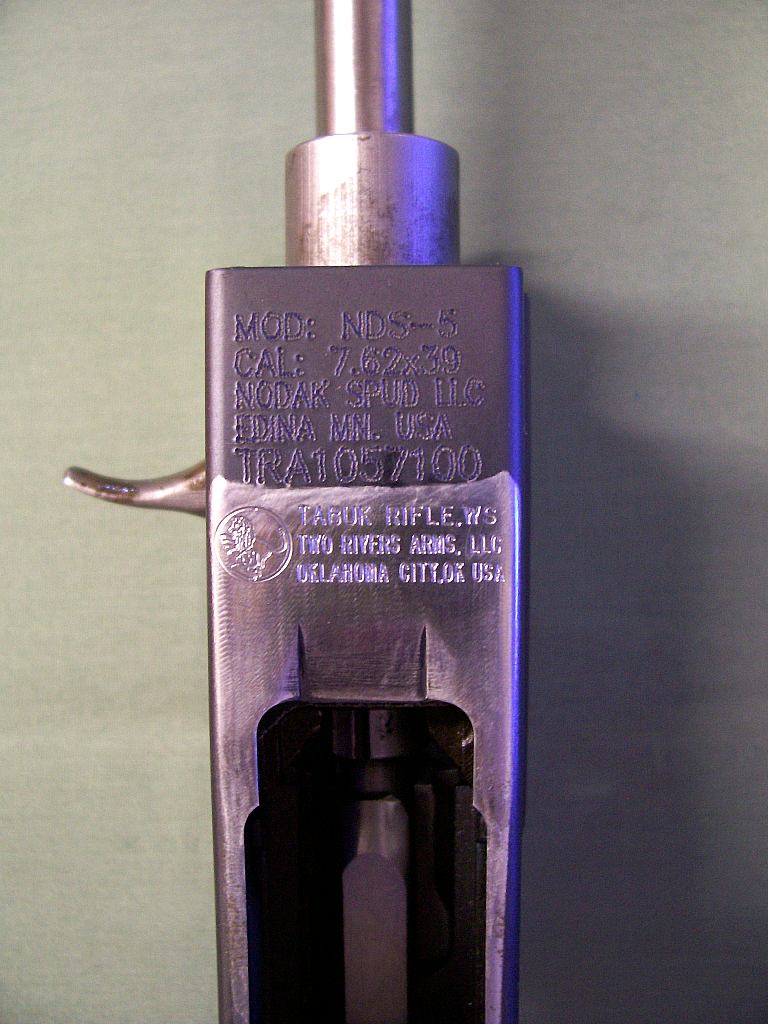 MOD: NDS-5
CAL: 7.62x39
NODAK SPUD LLC
EDINA MN. USA
TRA1057100
TABUK RIFLE,WS
TWO RIVERS ARMS, LLC
OKLAHOMA CITY,OK USA